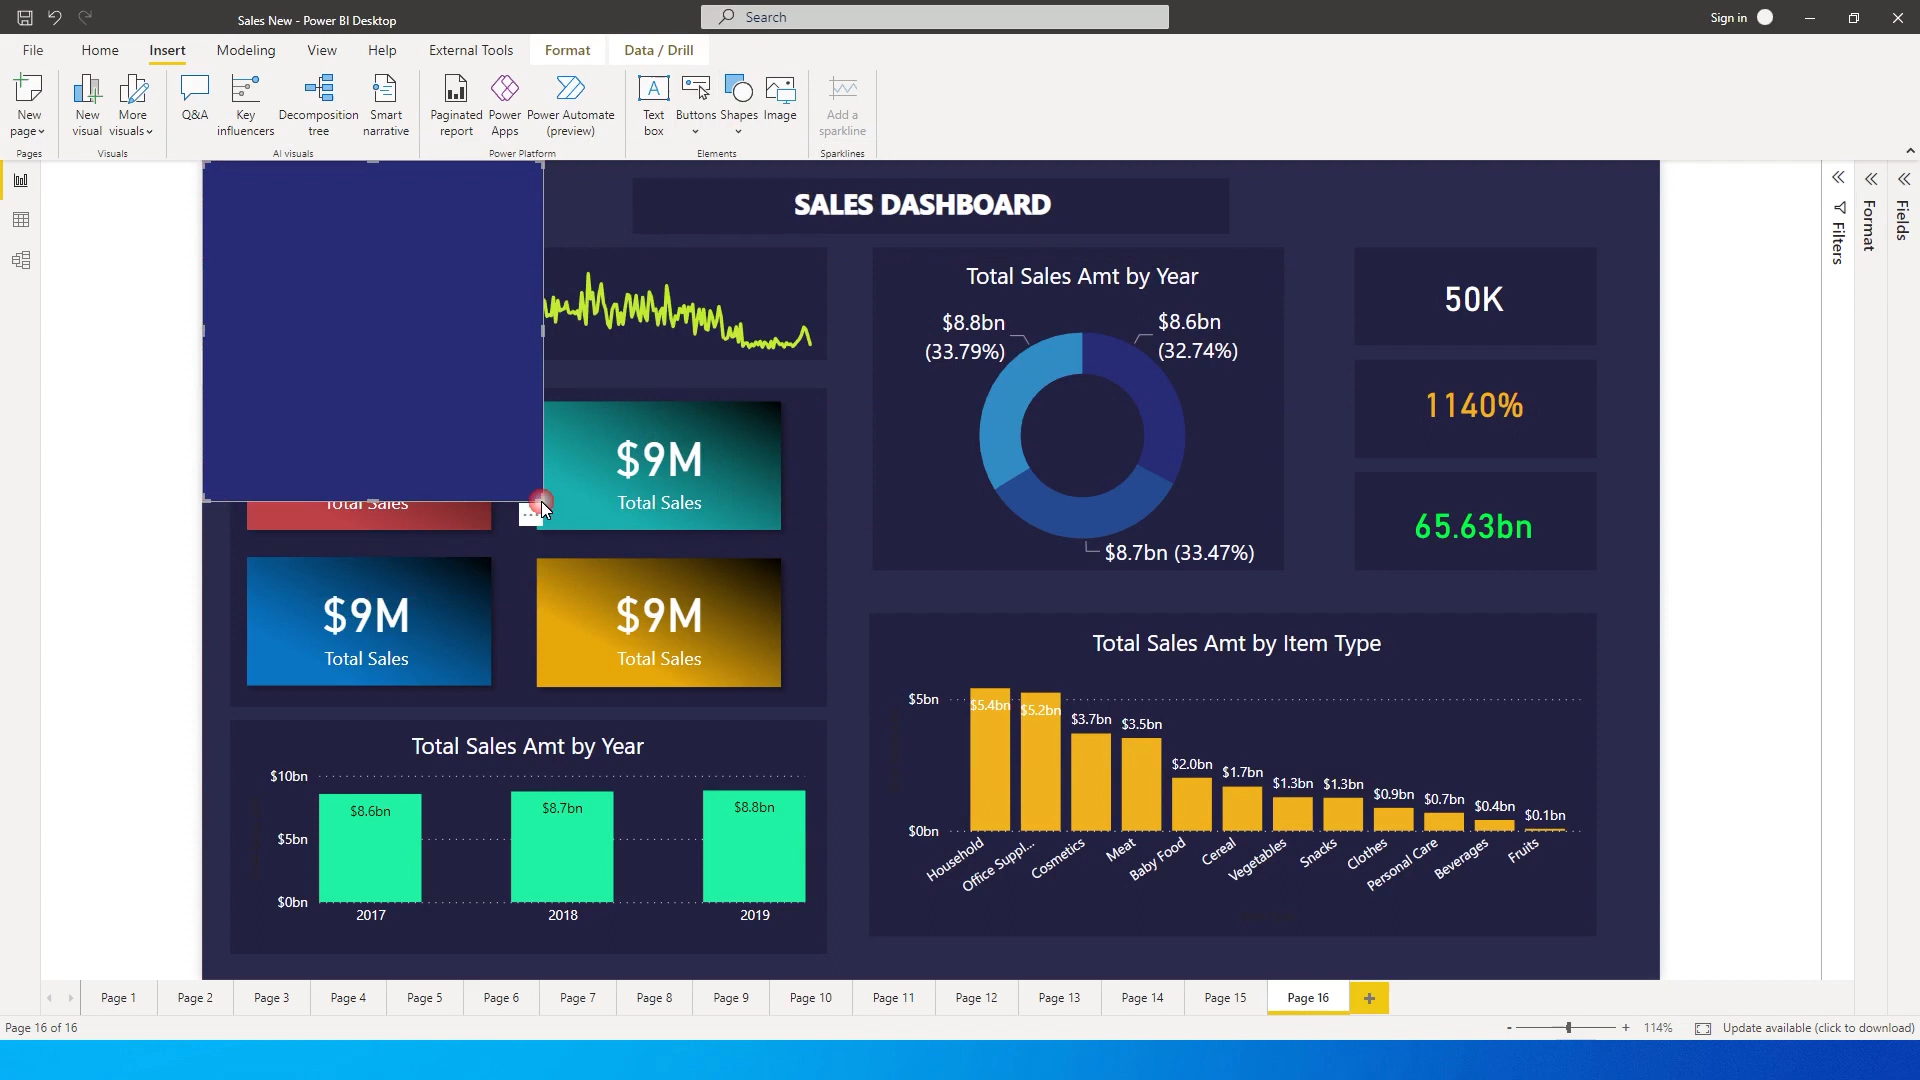 Sales New - Power BI Desktop
Search
Sign in
File
Home
Insert
Modeling
View
Help
External Tools
Format
Data / Drill
New
page
New
visual
More
visuals
Q&A
Key
influencers
Decomposition
tree
Smart
narrative
Paginated
report
Power
Apps
Power Automate
(preview)
A
Text
box
Buttons
Shapes
Image
Add a
sparkline
Pages
Visuals
AI visuals
Power Platform
Elements
Sparklines
SALES DASHBOARD
Filters
Format
Fields
Total Sales Amt by Year
$8.8bn
(33.79%)
$8.6bn
(32.74%)
$8.7bn (33.47%)
50K
1140%
65.63bn
Total Sales
$9M
Total Sales
$9M
Total Sales
$9M
Total Sales
Total Sales Amt by Year
$10bn
$5bn
$0bn
$8.6bn
$8.7bn
$8.8bn
2017
2018
2019
Total Sales Amt by Item Type
$5bn
$0bn
$5.4bn
$5.2bn
$3.7bn
$3.5bn
$2.0bn
$1.7bn
$1.3bn
$1.3bn
$0.9bn
$0.7bn
$0.4bn
$0.1bn
Household
Office Suppl...
Cosmetics
Meat
Baby Food
Cereal
Vegetables
Snacks
Clothes
Personal Care
Beverages
Fruits
Page 1
Page 2
Page 3
Page 4
Page 5
Page 6
Page 7
Page 8
Page 9
Page 10
Page 11
Page 12
Page 13
Page 14
Page 15
Page 16
Page 16 of 16
114%
Update available (click to download)